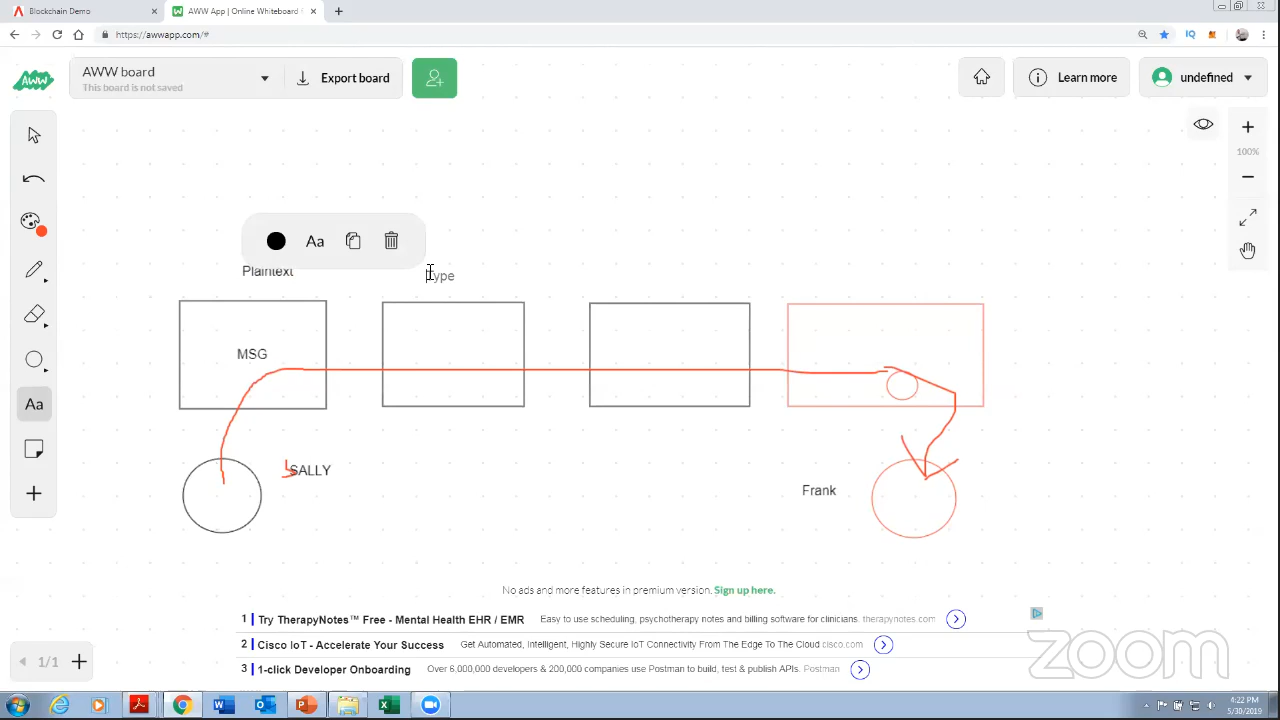 Blockchain Demo
AWW App | Online Whiteboard
https://awwapp.com/#
AWW
AWW board
This board is not saved
Export board
Learn more
undefined
100%
Aa
Plaintext
Type
MSG
SALLY
Frank
Aa
No ads and more features in premium version. Sign up here.
1 Try TherapyNotes™ Free - Mental Health EHR / EMR Easy to use scheduling, psychotherapy notes and billing software for clinicians. therapynotes.com
2 Cisco IoT - Accelerate Your Success Get Automated, Intelligent, Highly Secure IoT Connectivity From The Edge To The Cloud cisco.com
3 1-click Developer Onboarding Over 6,000,000 developers & 200,000 companies use Postman to build, test & publish APIs. Postman
1/1
zoom
4:22 PM
5/30/2019